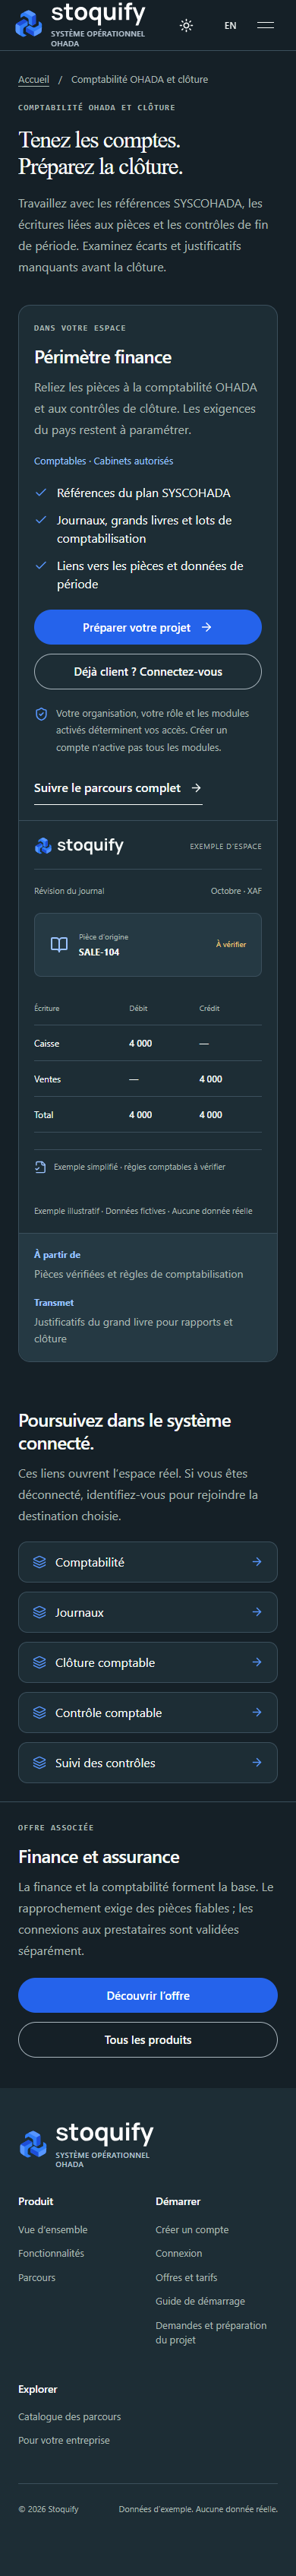 stoquify
SYSTÈME OPÉRATIONNEL
OHADA
EN
Accueil / Comptabilité OHADA et clôture
COMPTABILITÉ OHADA ET CLÔTURE
Tenez les comptes.
Préparez la clôture.
Travaillez avec les références SYSCOHADA, les
écritures liées aux pièces et les contrôles de fin
de période. Examinez écarts et justificatifs
manquants avant la clôture.
DANS VOTRE ESPACE
Périmètre finance
Reliez les pièces à la comptabilité OHADA
et aux contrôles de clôture. Les exigences
du pays restent à paramétrer.
Comptables · Cabinets autorisés
Références du plan SYSCOHADA
Journaux, grands livres et lots de
comptabilisation
Liens vers les pièces et données de
période
Préparer votre projet
Déjà client ? Connectez-vous
Votre organisation, votre rôle et les modules
activés déterminent vos accès. Créer un
compte n'active pas tous les modules.
Suivre le parcours complet
stoquify
EXEMPLE D'ESPACE
Révision du journal
Octobre · XAF
Pièce d'origine
SALE-104
À vérifier
Écriture Débit Crédit
Caisse 4 000 —
Ventes — 4 000
Total 4 000 4 000
Exemple simplifié · règles comptables à vérifier
Exemple illustratif · Données fictives · Aucune donnée réelle
À partir de
Pièces vérifiées et règles de comptabilisation
Transmet
Justificatifs du grand livre pour rapports et
clôture
Poursuivez dans le système
connecté.
Ces liens ouvrent l'espace réel. Si vous êtes
déconnecté, identifiez-vous pour rejoindre la
destination choisie.
Comptabilité
Journaux
Clôture comptable
Contrôle comptable
Suivi des contrôles
OFFRE ASSOCIÉE
Finance et assurance
La finance et la comptabilité forment la base. Le
rapprochement exige des pièces fiables ; les
connexions aux prestataires sont validées
séparément.
Découvrir l'offre
Tous les produits
stoquify
SYSTÈME OPÉRATIONNEL
OHADA
Produit
Vue d'ensemble
Fonctionnalités
Parcours
Démarrer
Créer un compte
Connexion
Offres et tarifs
Guide de démarrage
Demandes et préparation
du projet
Explorer
Catalogue des parcours
Pour votre entreprise
© 2026 Stoquify
Données d'exemple. Aucune donnée réelle.